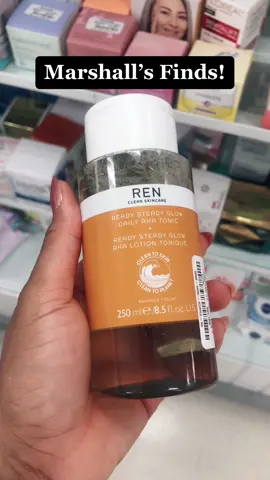 Marshall's Finds!
REN
CLEAN SKINCARE
READY STEADY GLOW
DAILY AHA TONIC
READY STEADY GLOW
AHA LOTION TONIQUE
CLEAN TO SKIN
CLEAN TO PLANET
250 ml e / 8.5 fl.oz.U.S.